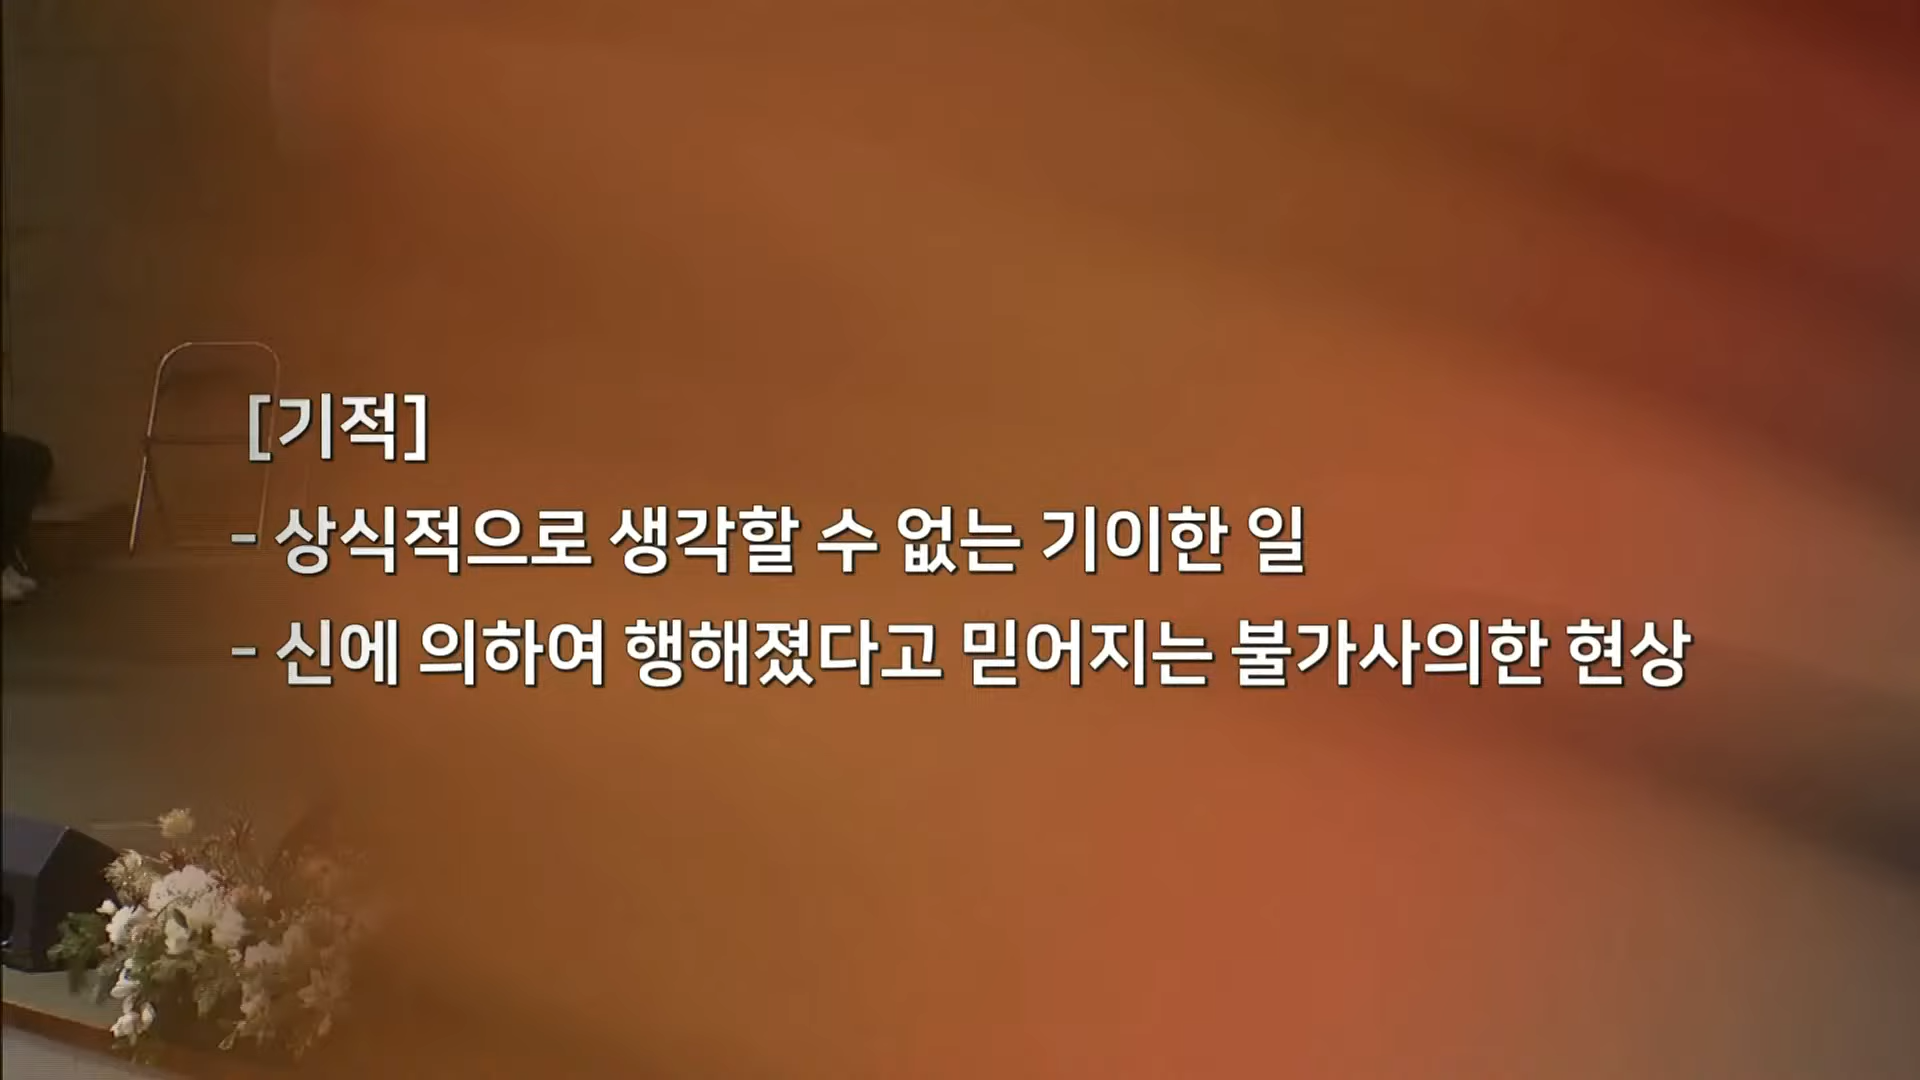 [기적]
- 상식적으로 생각할 수 없는 기이한 일
- 신에 의하여 행해졌다고 믿어지는 불가사의한 현상